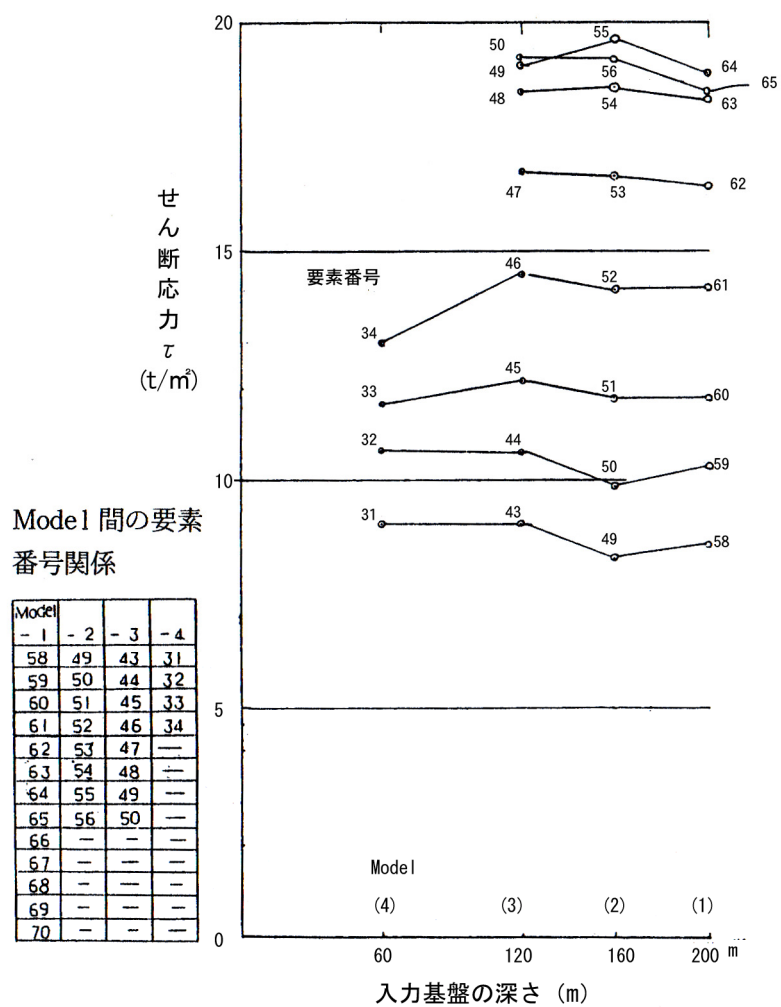 20
15
10
5
0
せん断応力τ
(t/㎡)
要素番号
50
49
48
47
55
56
54
53
64
65
63
62
46
52
61
34
33
45
51
60
32
44
50
59
31
43
49
58
Model
(4) (3) (2) (1)
60 120 160 200 m
入力基盤の深さ (m)
Model 間の要素
番号関係
Model
- 1 - 2 - 3 - 4
58 49 43 31
59 50 44 32
60 51 45 33
61 52 46 34
62 53 47 —
63 54 48 —
64 55 49 —
65 56 50 —
66 — — —
67 — — —
68 — — —
69 — — —
70 — — —